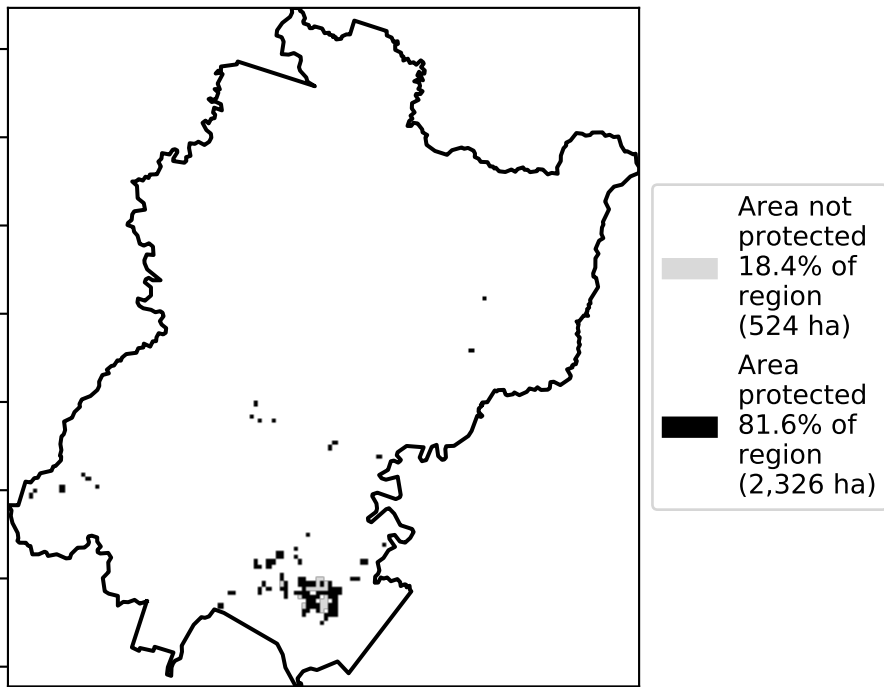 Area not
protected
18.4% of
region
(524 ha)
Area
protected
81.6% of
region
(2,326 ha)